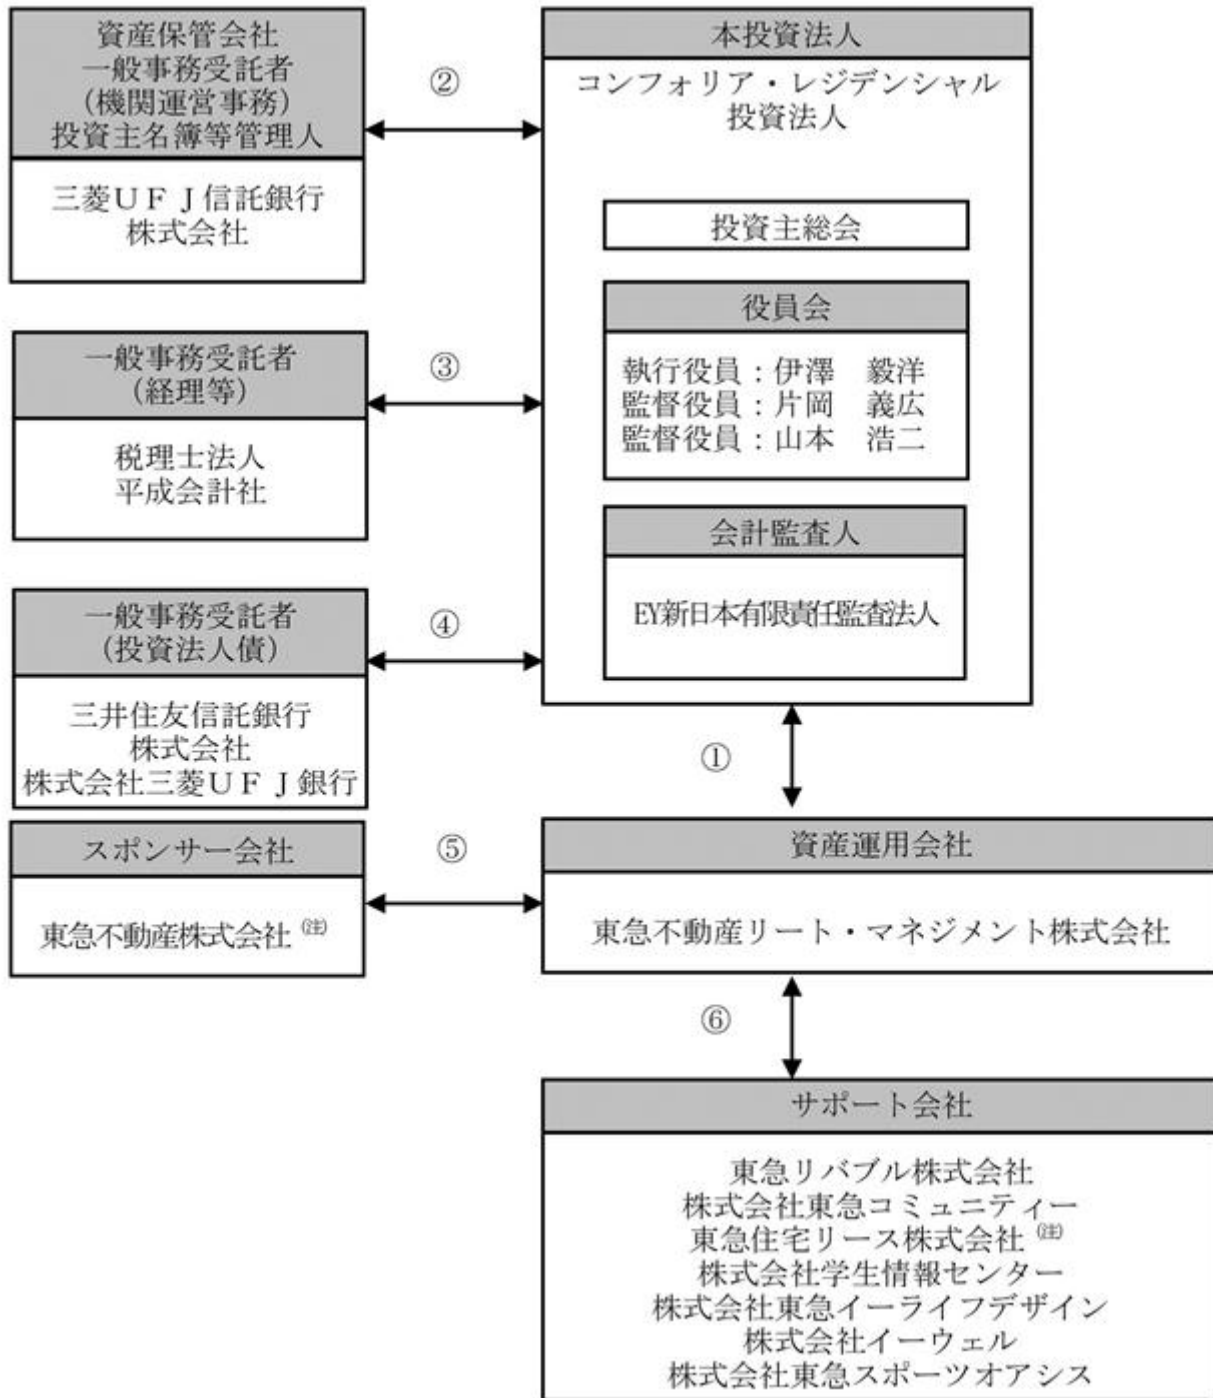 資産保管会社
一般事務受託者
(機関運営事務)
投資主名簿等管理人
三菱ＵＦＪ信託銀行
株式会社
②
本投資法人
コンフォリア・レジデンシャル
投資法人
投資主総会
役員会
執行役員：伊澤　毅洋
監督役員：片岡　義広
監督役員：山本　浩二
会計監査人
EY新日本有限責任監査法人
一般事務受託者
(経理等)
税理士法人
平成会計社
③
一般事務受託者
(投資法人債)
三井住友信託銀行
株式会社
株式会社三菱ＵＦＪ銀行
④
①
スポンサー会社
東急不動産株式会社 (注)
⑤
資産運用会社
東急不動産リート・マネジメント株式会社
⑥
サポート会社
東急リバブル株式会社
株式会社東急コミュニティー
東急住宅リース株式会社 (注)
株式会社学生情報センター
株式会社東急イーライフデザイン
株式会社イーウェル
株式会社東急スポーツオアシス